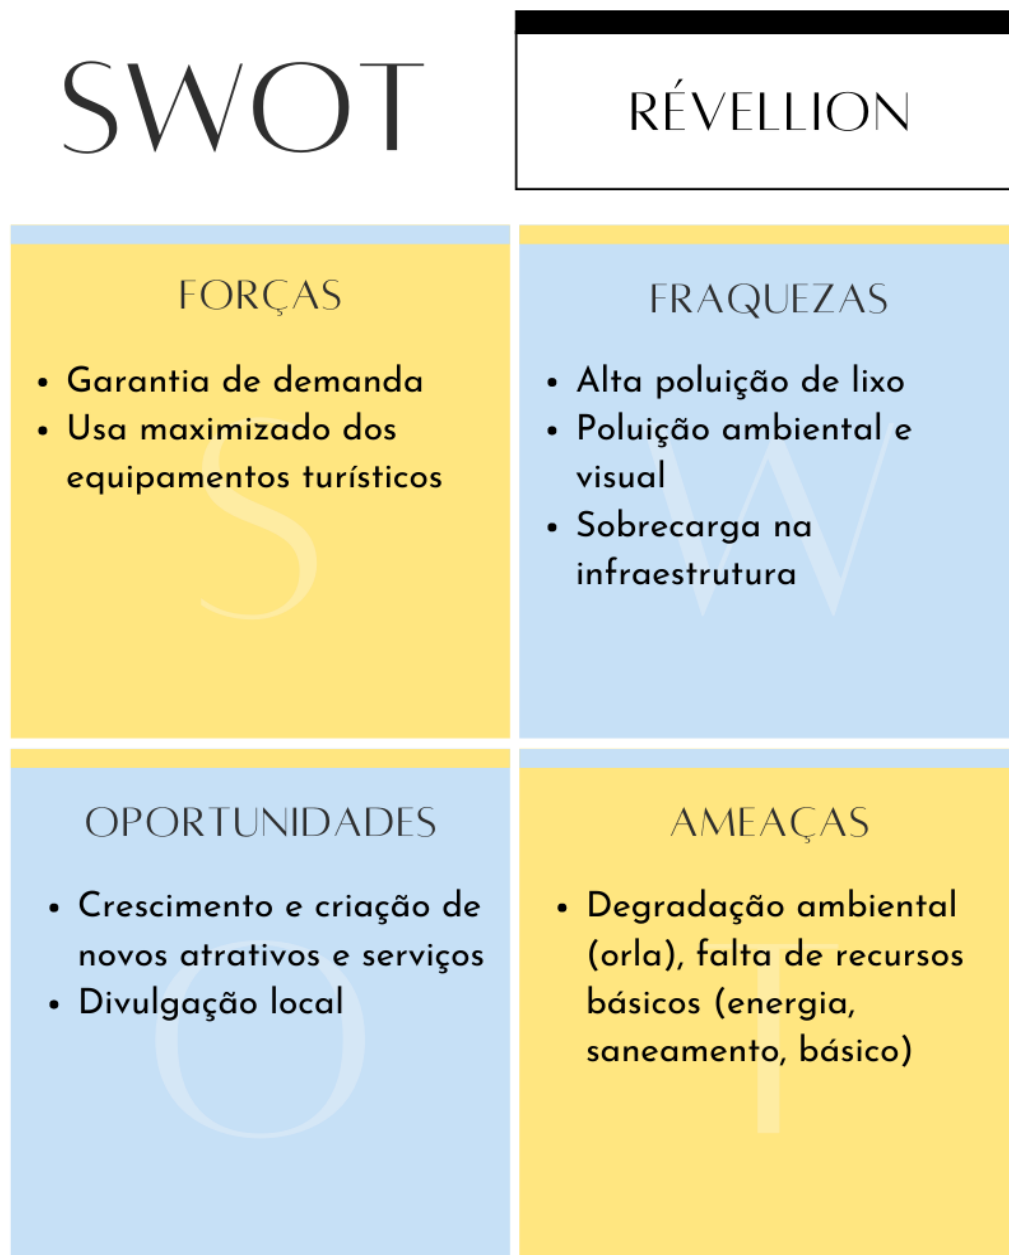 SWOT
RÉVELLION
FORÇAS
• Garantia de demanda
• Usa maximizado dos
equipamentos turísticos
S
FRAQUEZAS
• Alta poluição de lixo
• Poluição ambiental e
visual
• Sobrecarga na
infraestrutura
W
OPORTUNIDADES
• Crescimento e criação de
novos atrativos e serviços
• Divulgação local
O
AMEAÇAS
• Degradação ambiental
(orla), falta de recursos
básicos (energia,
saneamento, básico)
T